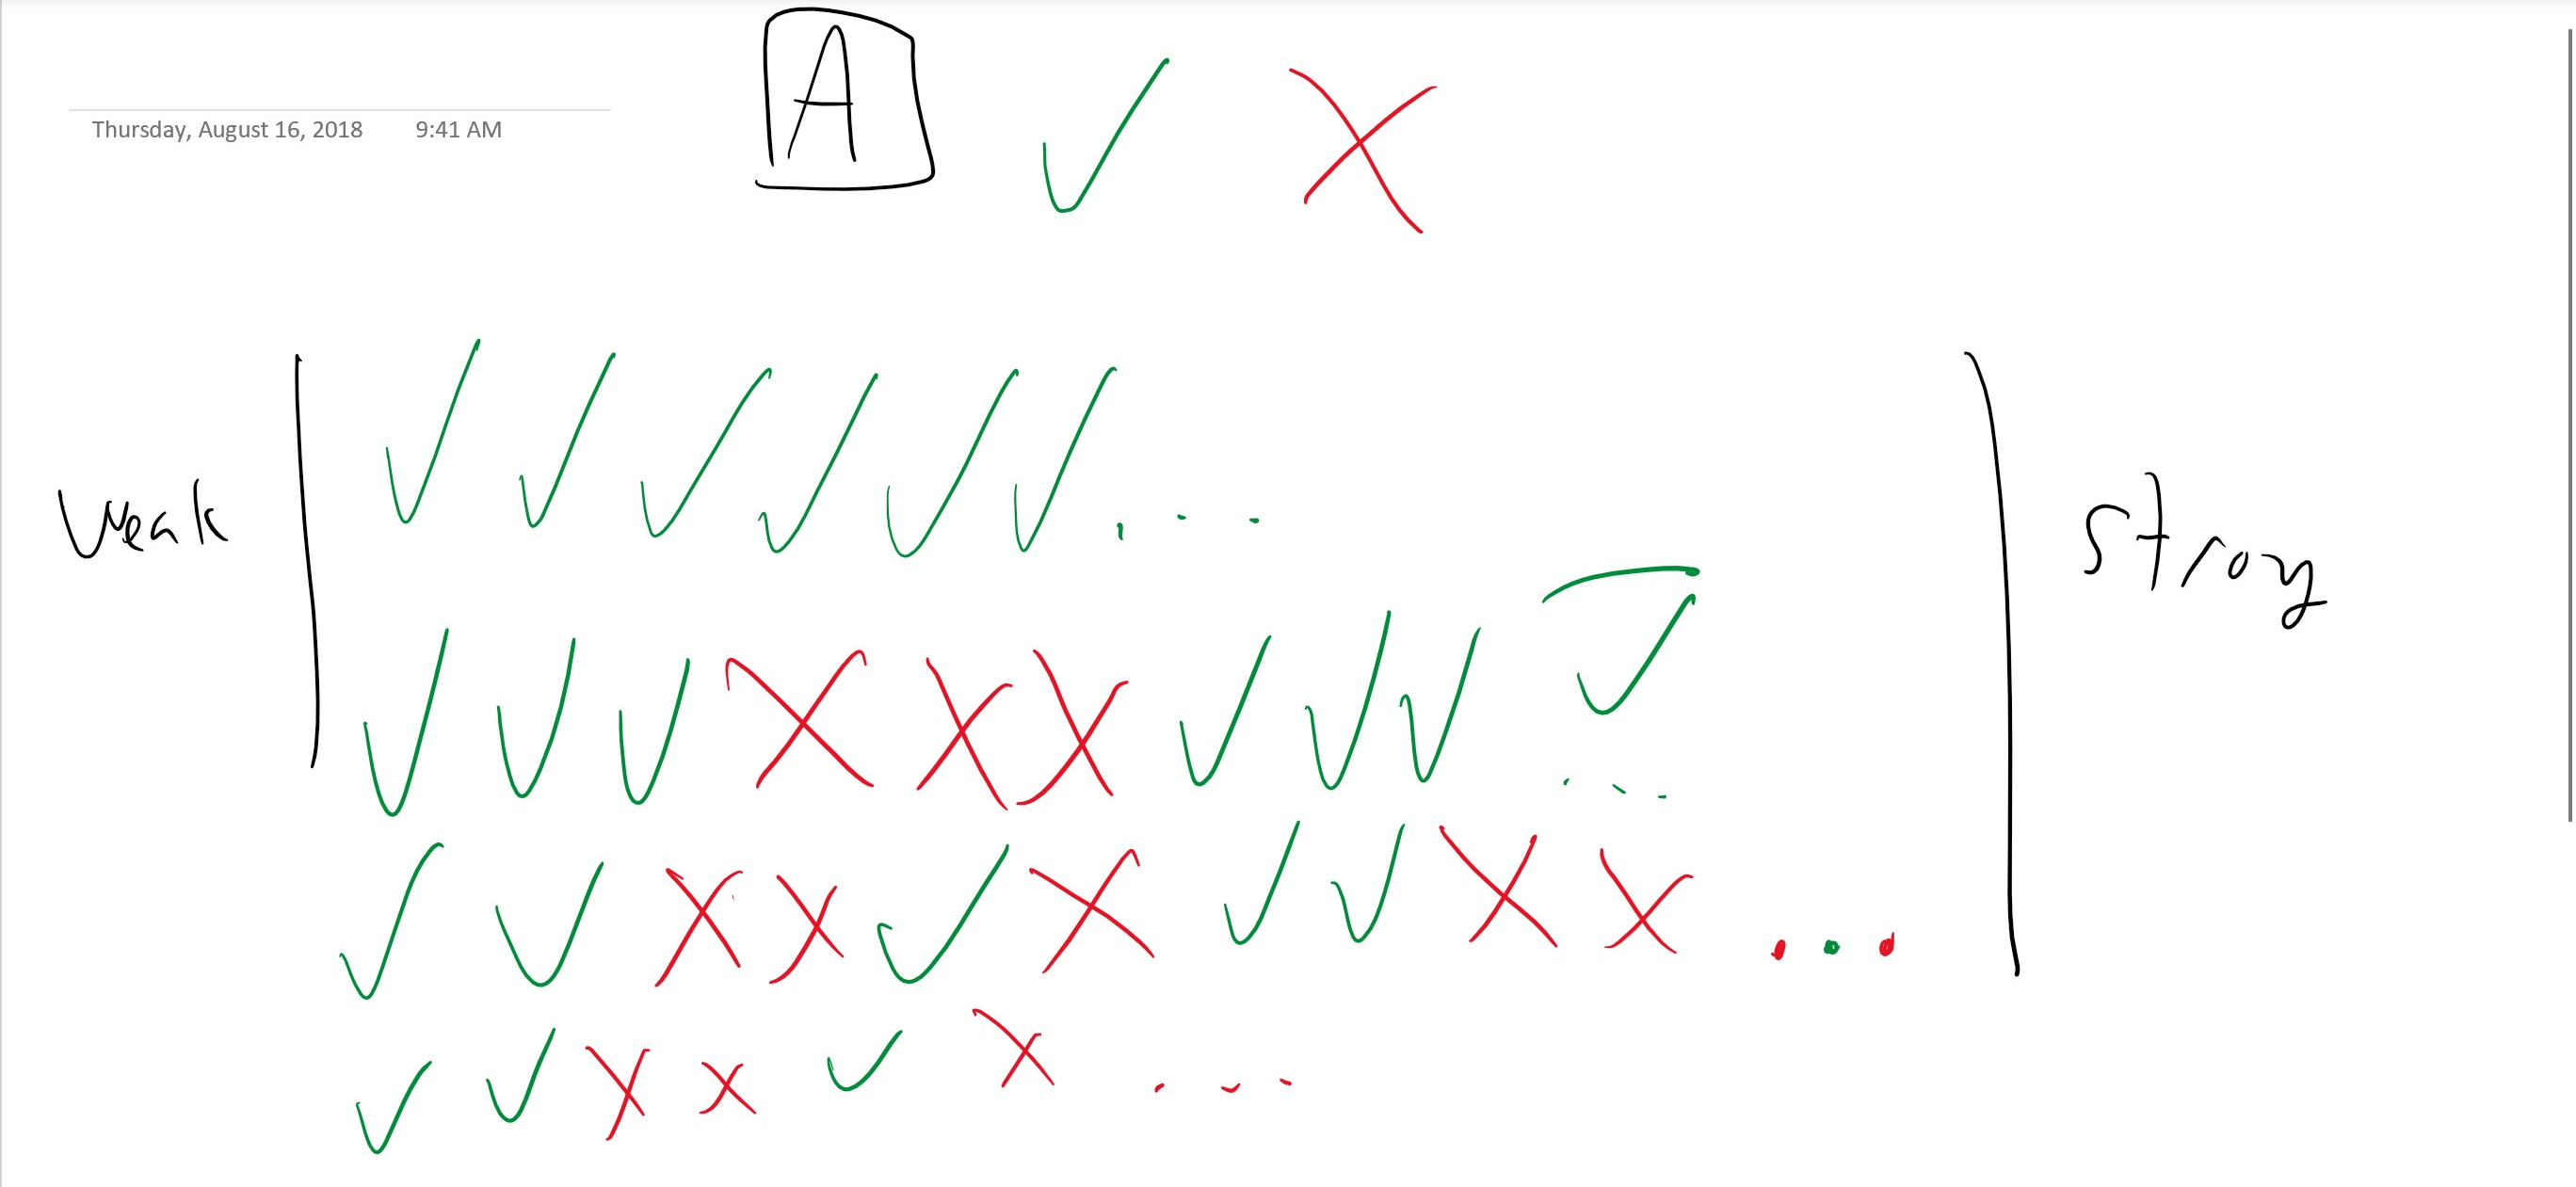 A ✓ ✗
Thursday, August 16, 2018 9:41 AM
✓ ✓ ✓ ✓ ✓ ✓ . . .
Weak
Strong
✓ ✓ ✓ ✗ ✗ ✗ ✓ ✓ ✓ ✓ . . .
✓ ✓ ✗ ✗ ✓ ✗ ✓ ✓ ✗ ✗ . . .
✓ ✓ ✗ ✗ ✓ ✗ . . .